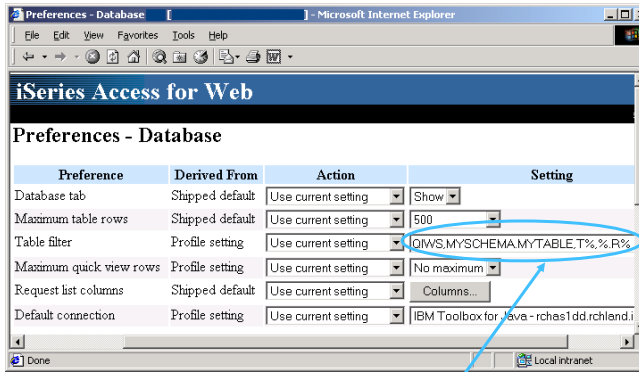 Preferences - Database [ ] - Microsoft Internet Explorer
File Edit View Favorites Tools Help
iSeries Access for Web
Preferences - Database
Preference Derived From Action Setting
Database tab Shipped default Use current setting Show
Maximum table rows Shipped default Use current setting 500
Table filter Profile setting Use current setting QIWS,MYSCHEMA.MYTABLE,T%,%.R%
Maximum quick view rows Profile setting Use current setting No maximum
Request list columns Shipped default Use current setting Columns...
Default connection Profile setting Use current setting IBM Toolbox for Java - rchas1dd.rchland.i
Done Local intranet